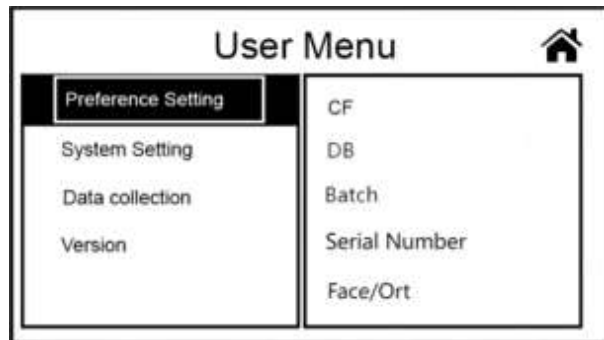 User Menu
Preference Setting
System Setting
Data collection
Version
CF
DB
Batch
Serial Number
Face/Ort